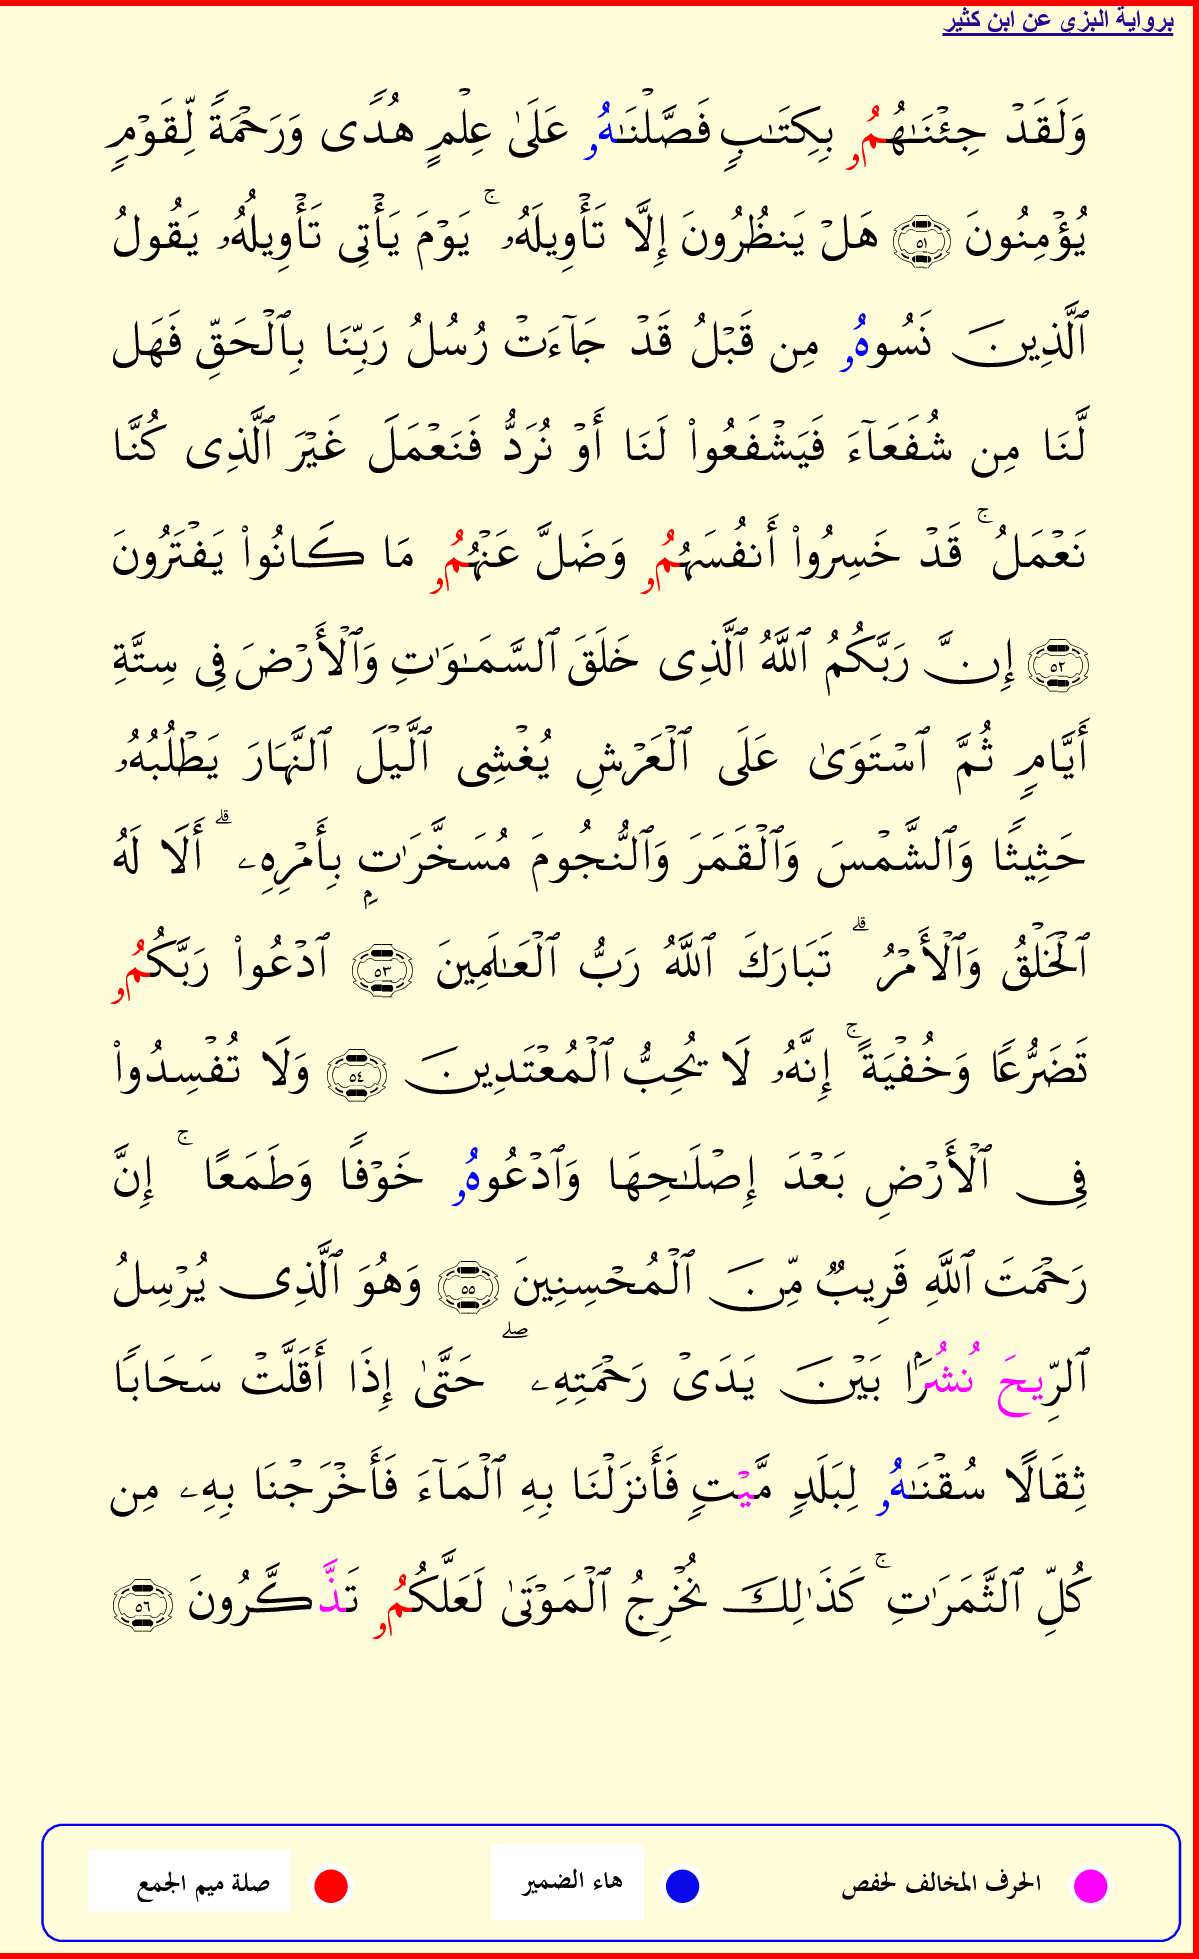 برواية البزي عن ابن كثير
وَلَقَدْ جِئْنَـٰهُمُۥ بِكِتَـٰبٍ فَصَّلْنَـٰهُۥ عَلَىٰ عِلْمٍ هُدًى وَرَحْمَةً لِّقَوْمٍ
يُؤْمِنُونَ ٥١ هَلْ يَنظُرُونَ إِلَّا تَأْوِيلَهُۥ ۚ يَوْمَ يَأْتِى تَأْوِيلُهُۥ يَقُولُ
ٱلَّذِينَ نَسُوهُۥ مِن قَبْلُ قَدْ جَآءَتْ رُسُلُ رَبِّنَا بِٱلْحَقِّ فَهَل
لَّنَا مِن شُفَعَآءَ فَيَشْفَعُوا۟ لَنَا أَوْ نُرَدُّ فَنَعْمَلَ غَيْرَ ٱلَّذِى كُنَّا
نَعْمَلُ ۚ قَدْ خَسِرُوا۟ أَنفُسَهُمُۥ وَضَلَّ عَنْهُمُۥ مَا كَانُوا۟ يَفْتَرُونَ
٥٢ إِنَّ رَبَّكُمُ ٱللَّهُ ٱلَّذِى خَلَقَ ٱلسَّمَـٰوَٰتِ وَٱلْأَرْضَ فِى سِتَّةِ
أَيَّامٍ ثُمَّ ٱسْتَوَىٰ عَلَى ٱلْعَرْشِ يُغْشِى ٱلَّيْلَ ٱلنَّهَارَ يَطْلُبُهُۥ
حَثِيثًا وَٱلشَّمْسَ وَٱلْقَمَرَ وَٱلنُّجُومَ مُسَخَّرَٰتٍۭ بِأَمْرِهِۦ ۗ أَلَا لَهُ
ٱلْخَلْقُ وَٱلْأَمْرُ ۗ تَبَارَكَ ٱللَّهُ رَبُّ ٱلْعَـٰلَمِينَ ٥٣ ٱدْعُوا۟ رَبَّكُمُۥ
تَضَرُّعًا وَخُفْيَةً ۚ إِنَّهُۥ لَا يُحِبُّ ٱلْمُعْتَدِينَ ٥٤ وَلَا تُفْسِدُوا۟
فِى ٱلْأَرْضِ بَعْدَ إِصْلَـٰحِهَا وَٱدْعُوهُۥ خَوْفًا وَطَمَعًا ۚ إِنَّ
رَحْمَتَ ٱللَّهِ قَرِيبٌ مِّنَ ٱلْمُحْسِنِينَ ٥٥ وَهُوَ ٱلَّذِى يُرْسِلُ
ٱلرِّيحَ نُشُرًۢا بَيْنَ يَدَىْ رَحْمَتِهِۦ ۖ حَتَّىٰ إِذَا أَقَلَّتْ سَحَابًا
ثِقَالًا سُقْنَـٰهُۥ لِبَلَدٍ مَّيْتٍ فَأَنزَلْنَا بِهِ ٱلْمَآءَ فَأَخْرَجْنَا بِهِۦ مِن
كُلِّ ٱلثَّمَرَٰتِ ۚ كَذَٰلِكَ نُخْرِجُ ٱلْمَوْتَىٰ لَعَلَّكُمُۥ تَذَّكَّرُونَ ٥٦
الحرف المخالف لحفص هاء الضمير صلة ميم الجمع